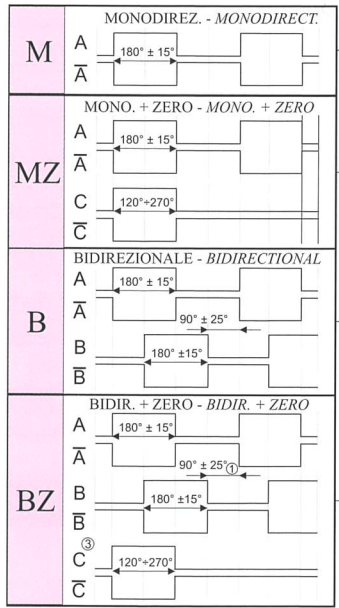 M
MONODIREZ. - MONODIRECT.
A
180° ± 15°
A̅
MZ
MONO. + ZERO - MONO. + ZERO
A
180° ± 15°
A̅
C
120°÷270°
C̅
B
BIDIREZIONALE - BIDIRECTIONAL
A
180° ± 15°
A̅
90° ± 25°
B
180° ±15°
B̅
BZ
BIDIR. + ZERO - BIDIR. + ZERO
A
180° ± 15°
A̅
90° ± 25° ①
B
180° ±15°
B̅
③
C
120°÷270°
C̅